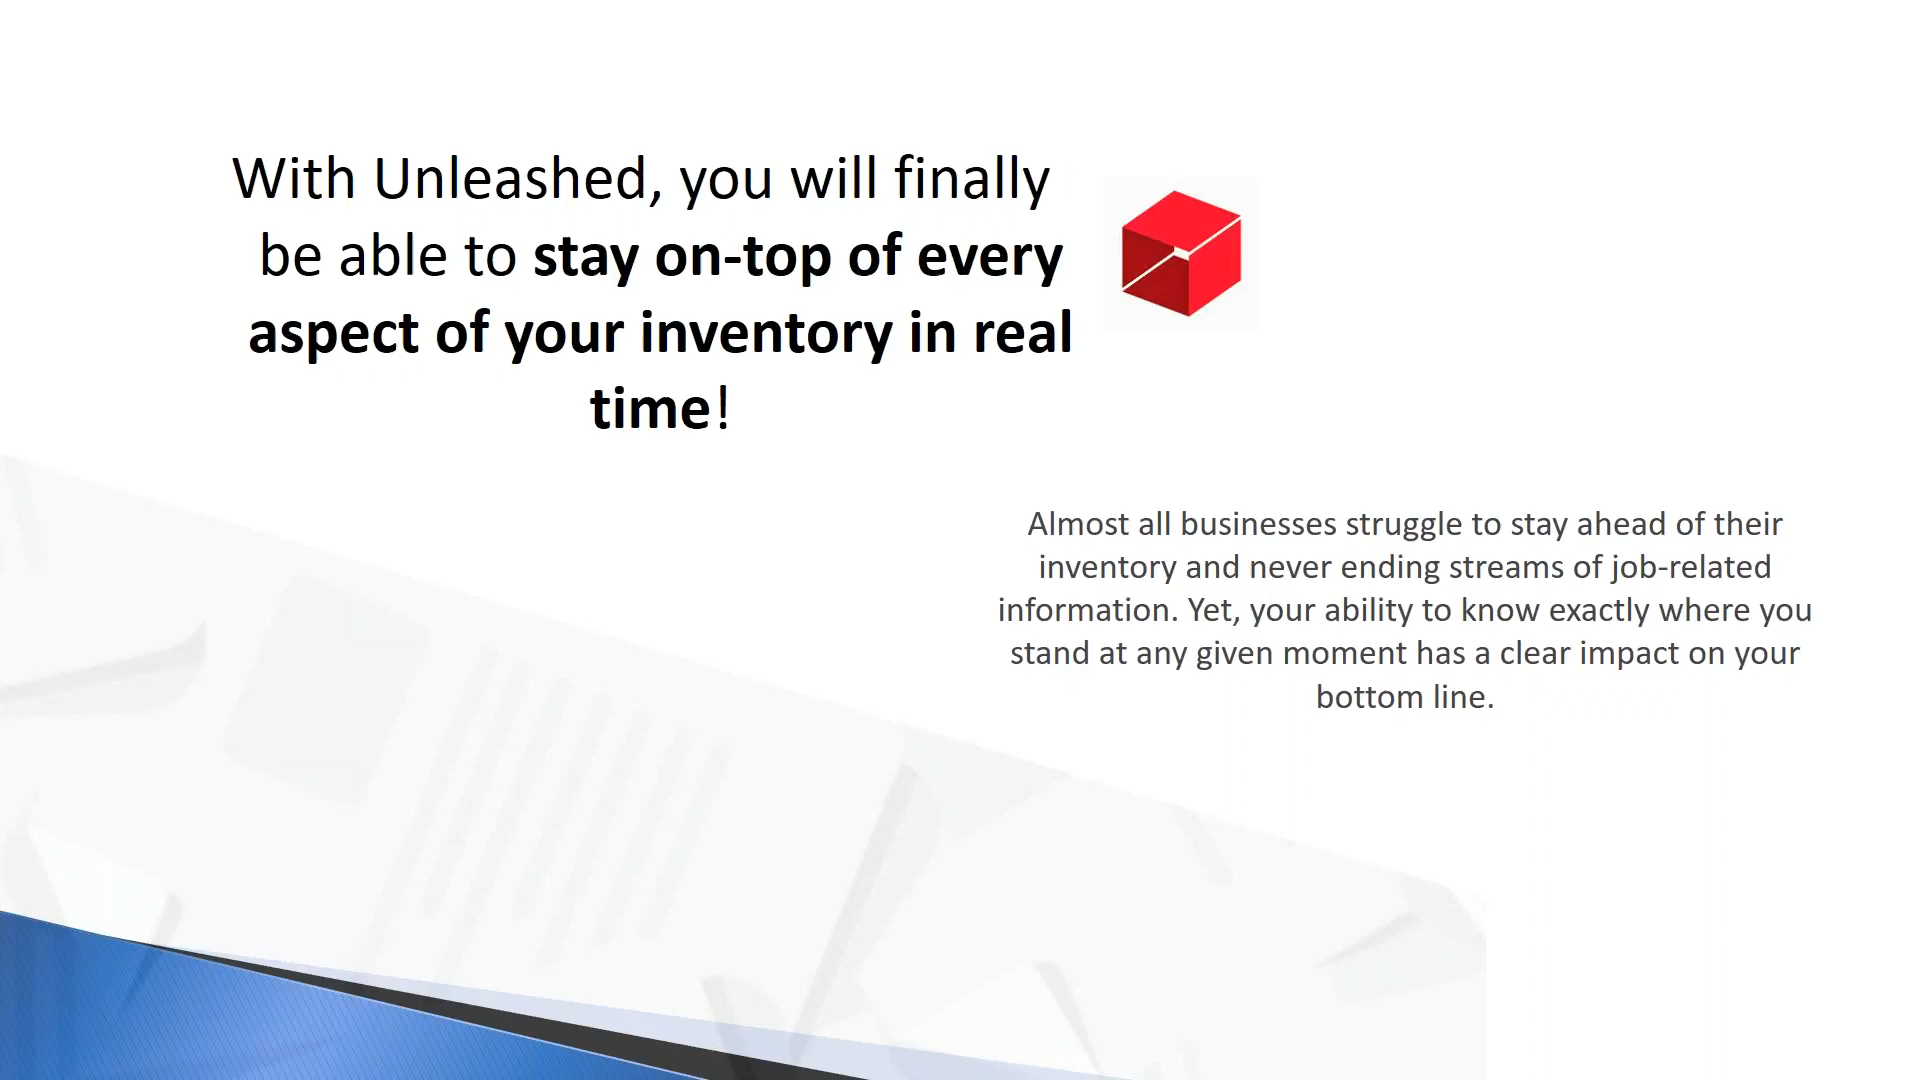 With Unleashed, you will finally
be able to stay on-top of every
aspect of your inventory in real
time!
Almost all businesses struggle to stay ahead of their
inventory and never ending streams of job-related
information. Yet, your ability to know exactly where you
stand at any given moment has a clear impact on your
bottom line.